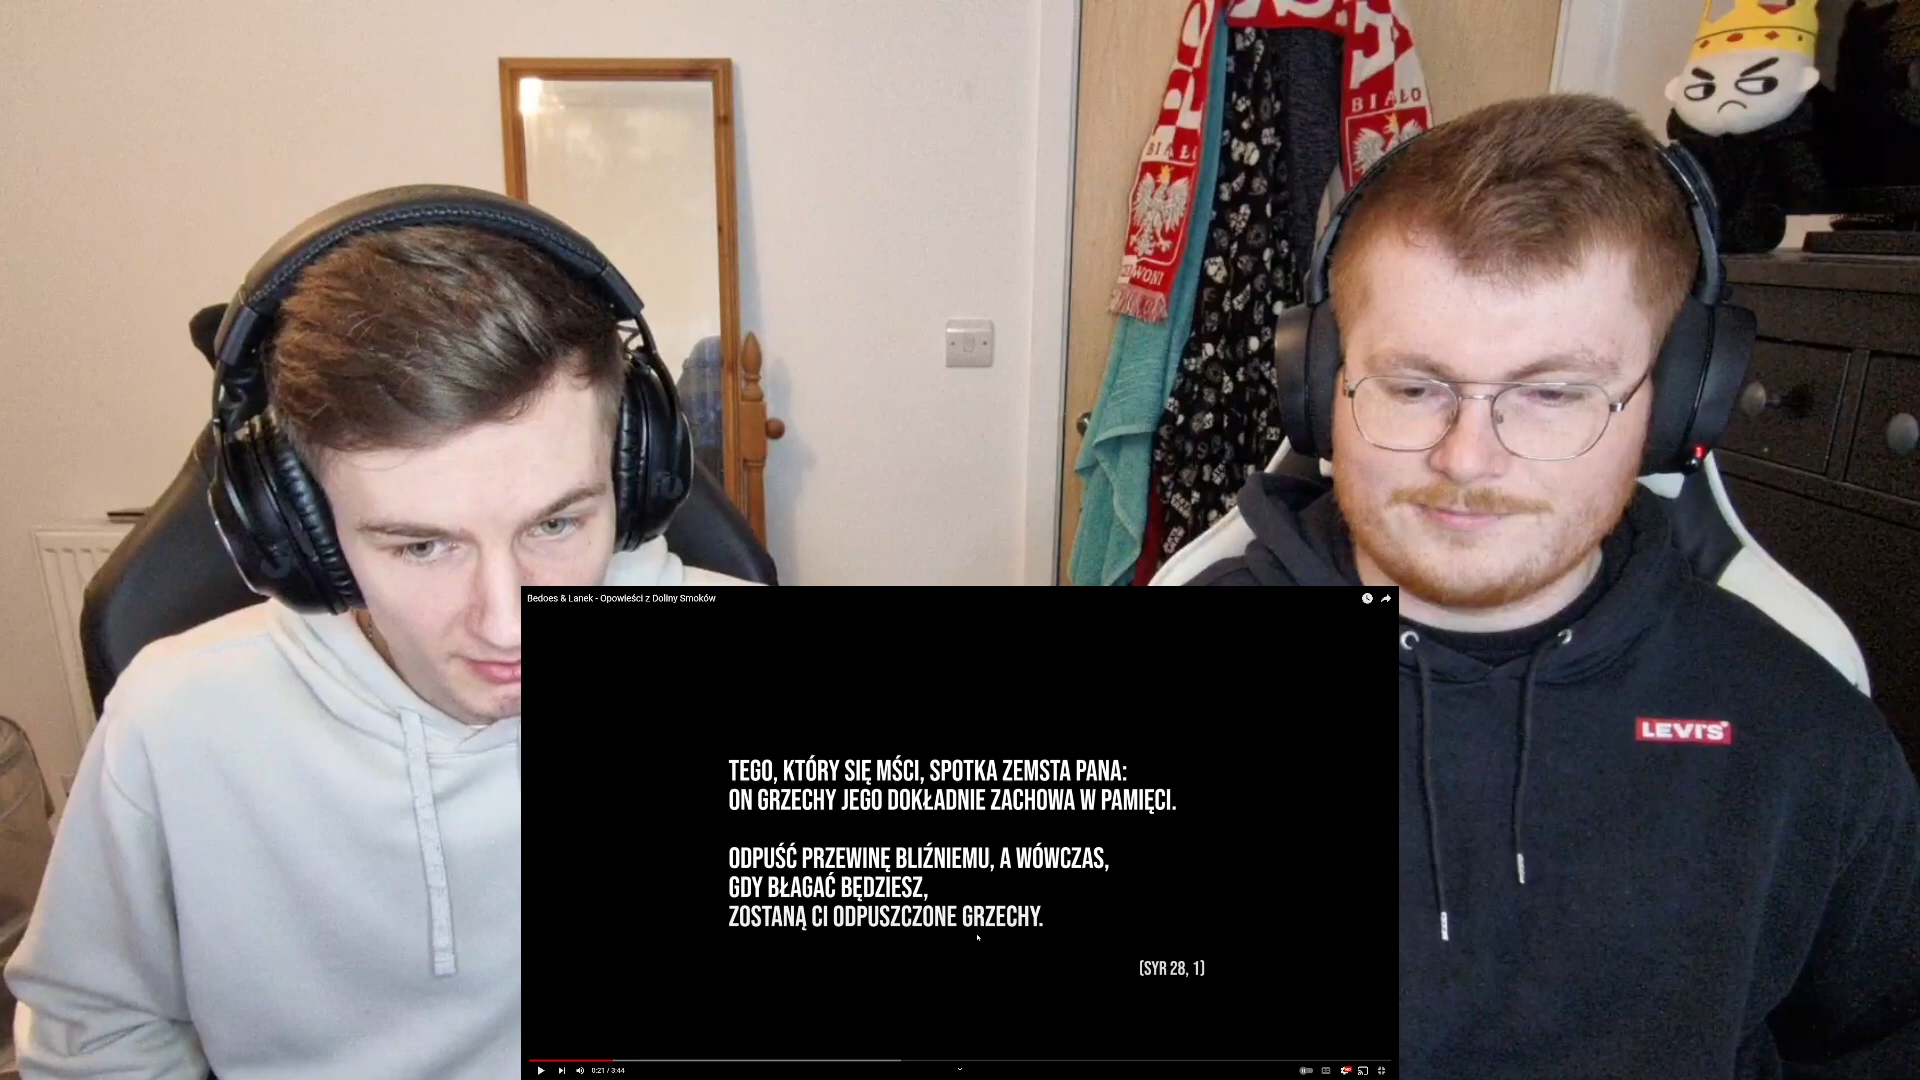 BIAŁO
BIAŁ
WONI
LEVI'S
Bedoes & Lanek - Opowieści z Doliny Smoków
TEGO, KTÓRY SIĘ MŚCI, SPOTKA ZEMSTA PANA:
ON GRZECHY JEGO DOKŁADNIE ZACHOWA W PAMIĘCI.
ODPUŚĆ PRZEWINĘ BLIŹNIEMU, A WÓWCZAS,
GDY BŁAGAĆ BĘDZIESZ,
ZOSTANĄ CI ODPUSZCZONE GRZECHY.
(SYR 28, 1)
0:21 / 3:44